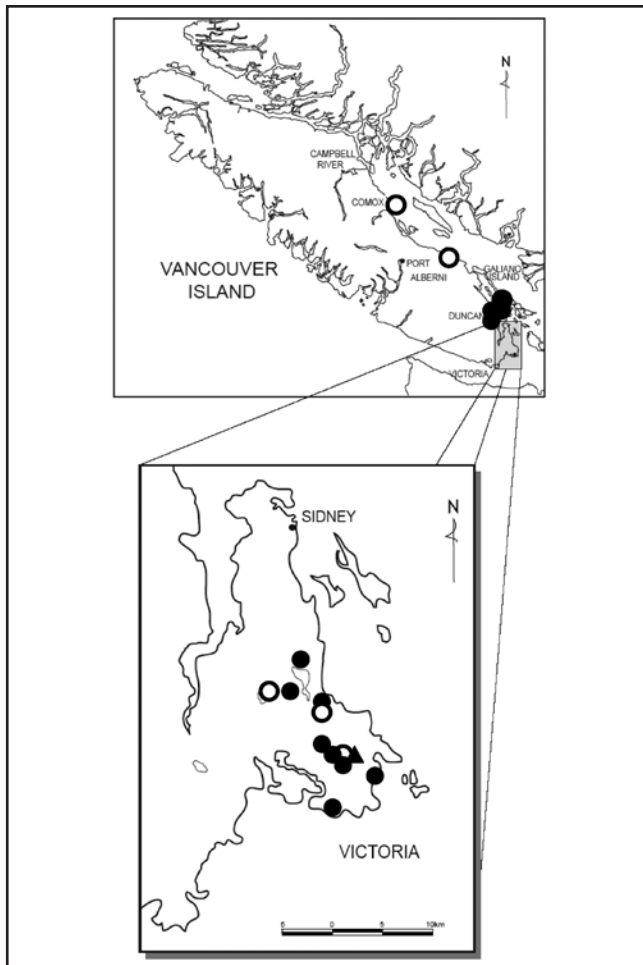 N
CAMPBELL
RIVER
COMOX
PORT
ALBERNI
GALIANO
ISLAND
VANCOUVER
ISLAND
DUNCAN
VICTORIA
SIDNEY
N
VICTORIA
5 0 5 10km